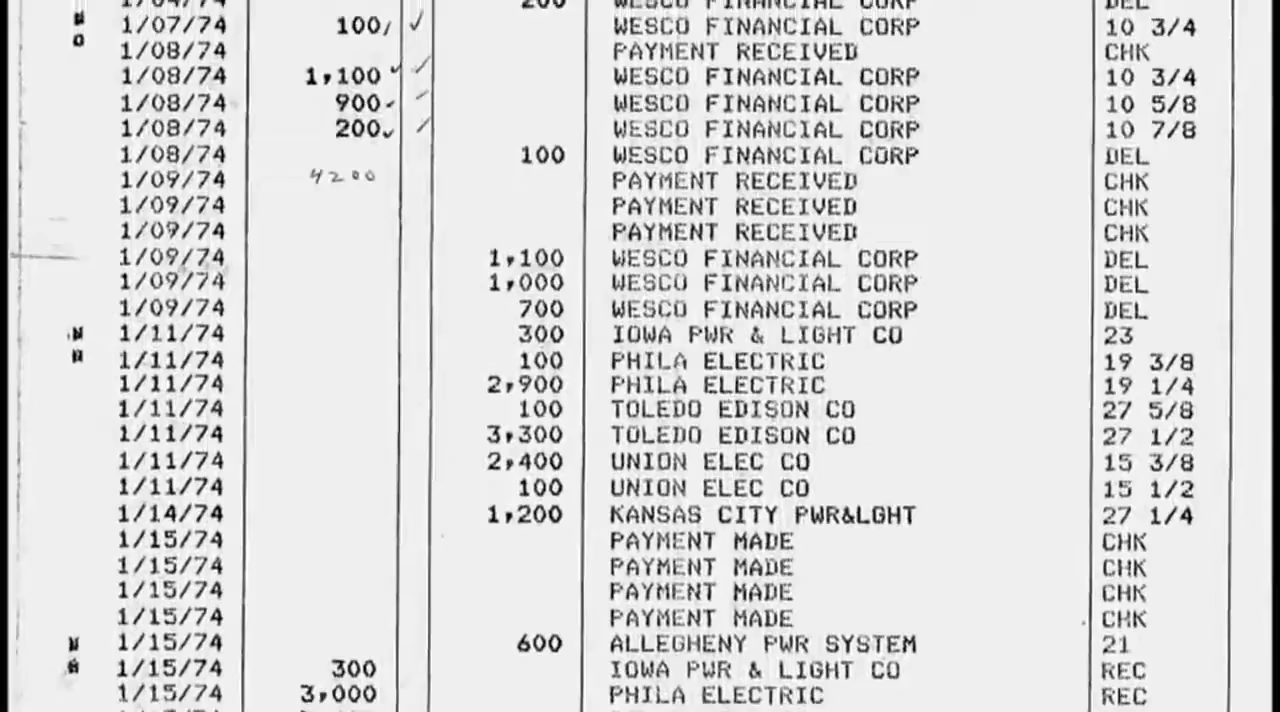 200 WESCO FINANCIAL CORP DEL
1/07/74 100 ✓ WESCO FINANCIAL CORP 10 3/4
1/08/74 PAYMENT RECEIVED CHK
1/08/74 1,100 ✓ ✓ WESCO FINANCIAL CORP 10 3/4
1/08/74 900 ✓ WESCO FINANCIAL CORP 10 5/8
1/08/74 200 ✓ WESCO FINANCIAL CORP 10 7/8
1/08/74 100 WESCO FINANCIAL CORP DEL
1/09/74 4200 PAYMENT RECEIVED CHK
1/09/74 PAYMENT RECEIVED CHK
1/09/74 PAYMENT RECEIVED CHK
1/09/74 1,100 WESCO FINANCIAL CORP DEL
1/09/74 1,000 WESCO FINANCIAL CORP DEL
1/09/74 700 WESCO FINANCIAL CORP DEL
1/11/74 300 IOWA PWR & LIGHT CO 23
1/11/74 100 PHILA ELECTRIC 19 3/8
1/11/74 2,900 PHILA ELECTRIC 19 1/4
1/11/74 100 TOLEDO EDISON CO 27 5/8
1/11/74 3,300 TOLEDO EDISON CO 27 1/2
1/11/74 2,400 UNION ELEC CO 15 3/8
1/11/74 100 UNION ELEC CO 15 1/2
1/14/74 1,200 KANSAS CITY PWR&LGHT 27 1/4
1/15/74 PAYMENT MADE CHK
1/15/74 PAYMENT MADE CHK
1/15/74 PAYMENT MADE CHK
1/15/74 PAYMENT MADE CHK
1/15/74 600 ALLEGHENY PWR SYSTEM 21
1/15/74 300 IOWA PWR & LIGHT CO REC
1/15/74 3,000 PHILA ELECTRIC REC